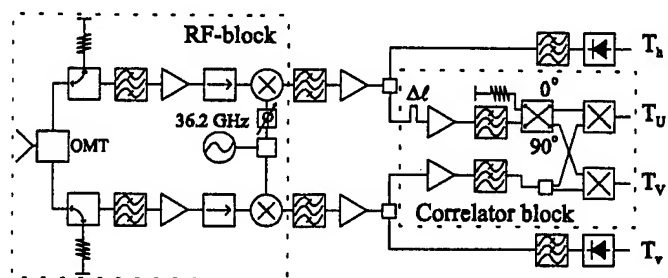 RF-block
T_h
0°
Δℓ
36.2 GHz
T_U
OMT
90°
T_V
Correlator block
T_v